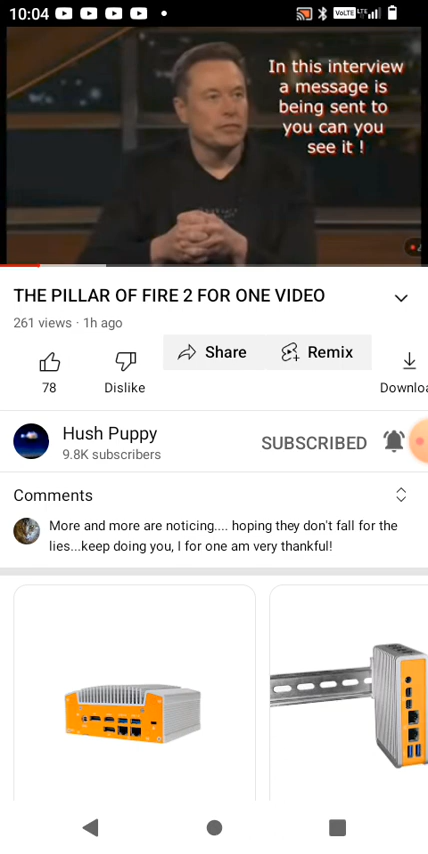 10:04
VoLTE LTE
In this interview
a message is
being sent to
you can you
see it !
THE PILLAR OF FIRE 2 FOR ONE VIDEO
261 views · 1h ago
Share
Remix
78
Dislike
Downloa
Hush Puppy
9.8K subscribers
SUBSCRIBED
Comments
More and more are noticing.... hoping they don't fall for the
lies...keep doing you, I for one am very thankful!